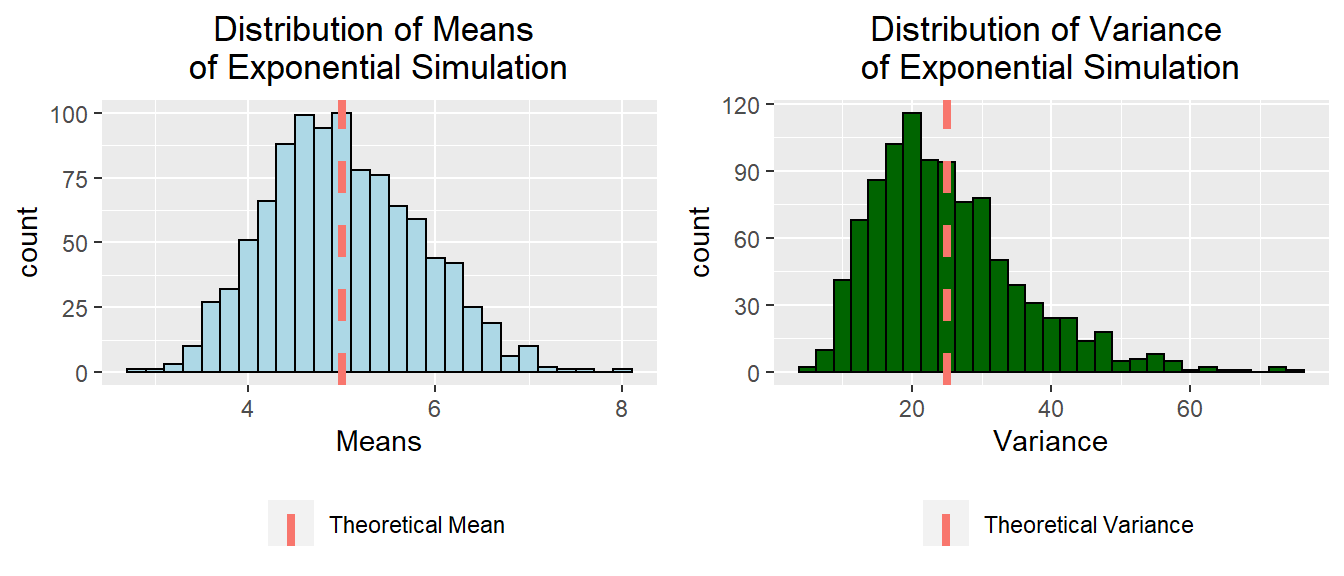 Distribution of Means
of Exponential Simulation
100
75
50
25
0
count
4 6 8
Means
Theoretical Mean
Distribution of Variance
of Exponential Simulation
120
90
60
30
0
count
20 40 60
Variance
Theoretical Variance